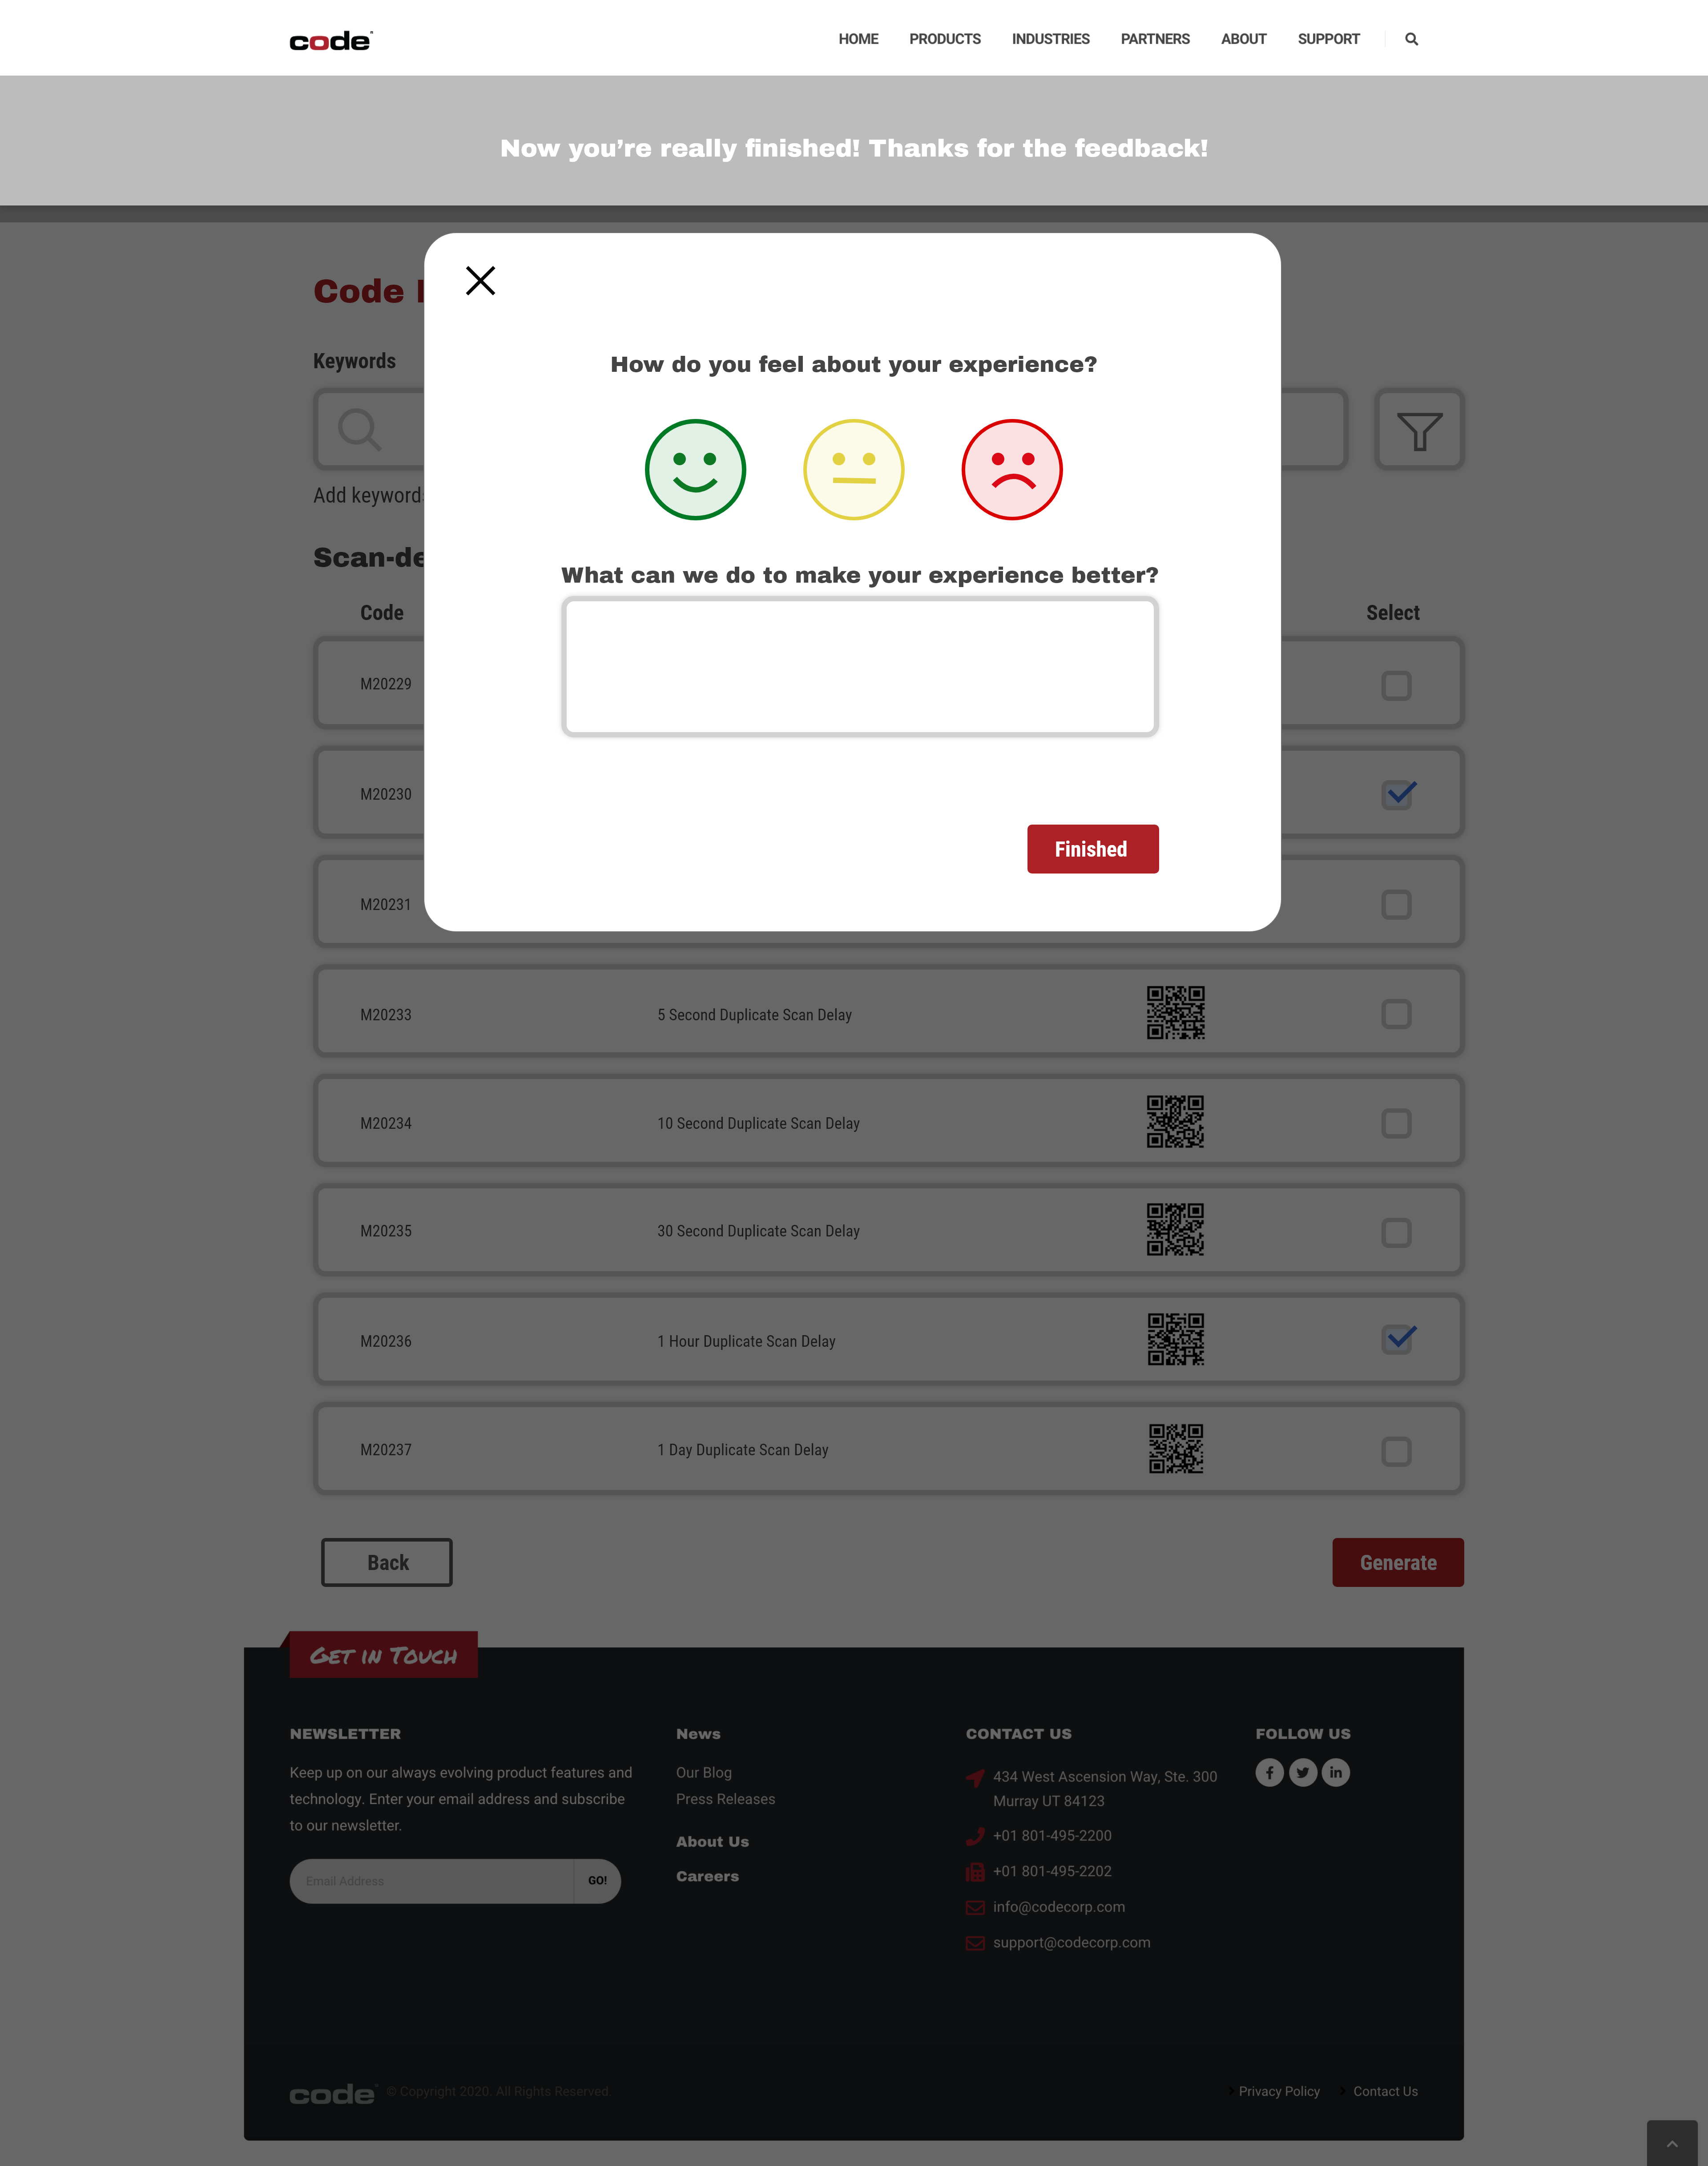 code
HOME PRODUCTS INDUSTRIES PARTNERS ABOUT SUPPORT
Now you’re really finished! Thanks for the feedback!
Code
Keywords
Add keyword
How do you feel about your experience?
What can we do to make your experience better?
Finished
Scan-de
Code Select
M20229
M20230
M20231
M20233 5 Second Duplicate Scan Delay
M20234 10 Second Duplicate Scan Delay
M20235 30 Second Duplicate Scan Delay
M20236 1 Hour Duplicate Scan Delay
M20237 1 Day Duplicate Scan Delay
Back Generate
Get in Touch
NEWSLETTER
Keep up on our always evolving product features and
technology. Enter your email address and subscribe
to our newsletter.
Email Address GO!
News
Our Blog
Press Releases
About Us
Careers
CONTACT US
434 West Ascension Way, Ste. 300
Murray UT 84123
+01 801-495-2200
+01 801-495-2202
info@codecorp.com
support@codecorp.com
FOLLOW US
code © Copyright 2020. All Rights Reserved.
Privacy Policy Contact Us